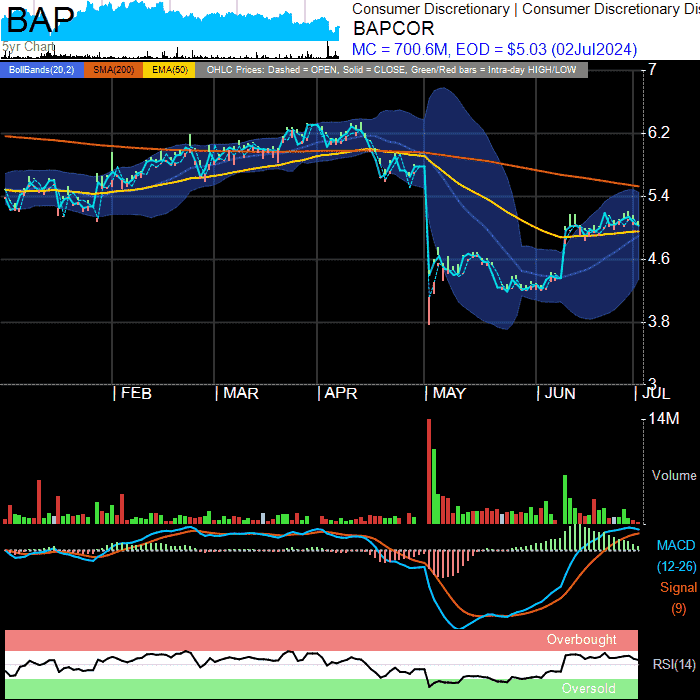 BAP
Consumer Discretionary | Consumer Discretionary Dis
BAPCOR
5yr Chart
MC = 700.6M, EOD = $5.03 (02Jul2024)
BollBands(20,2) SMA(200) EMA(50) OHLC Prices: Dashed = OPEN, Solid = CLOSE, Green/Red bars = Intra-day HIGH/LOW
7
6.2
5.4
4.6
3.8
3
FEB MAR APR MAY JUN JUL
14M
Volume
MACD
(12-26)
Signal
(9)
Overbought
RSI(14)
Oversold